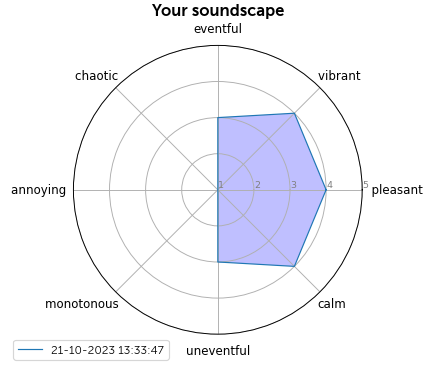 Your soundscape
eventful
chaotic
vibrant
annoying
1 2 3 4 5
pleasant
monotonous
calm
uneventful
21-10-2023 13:33:47